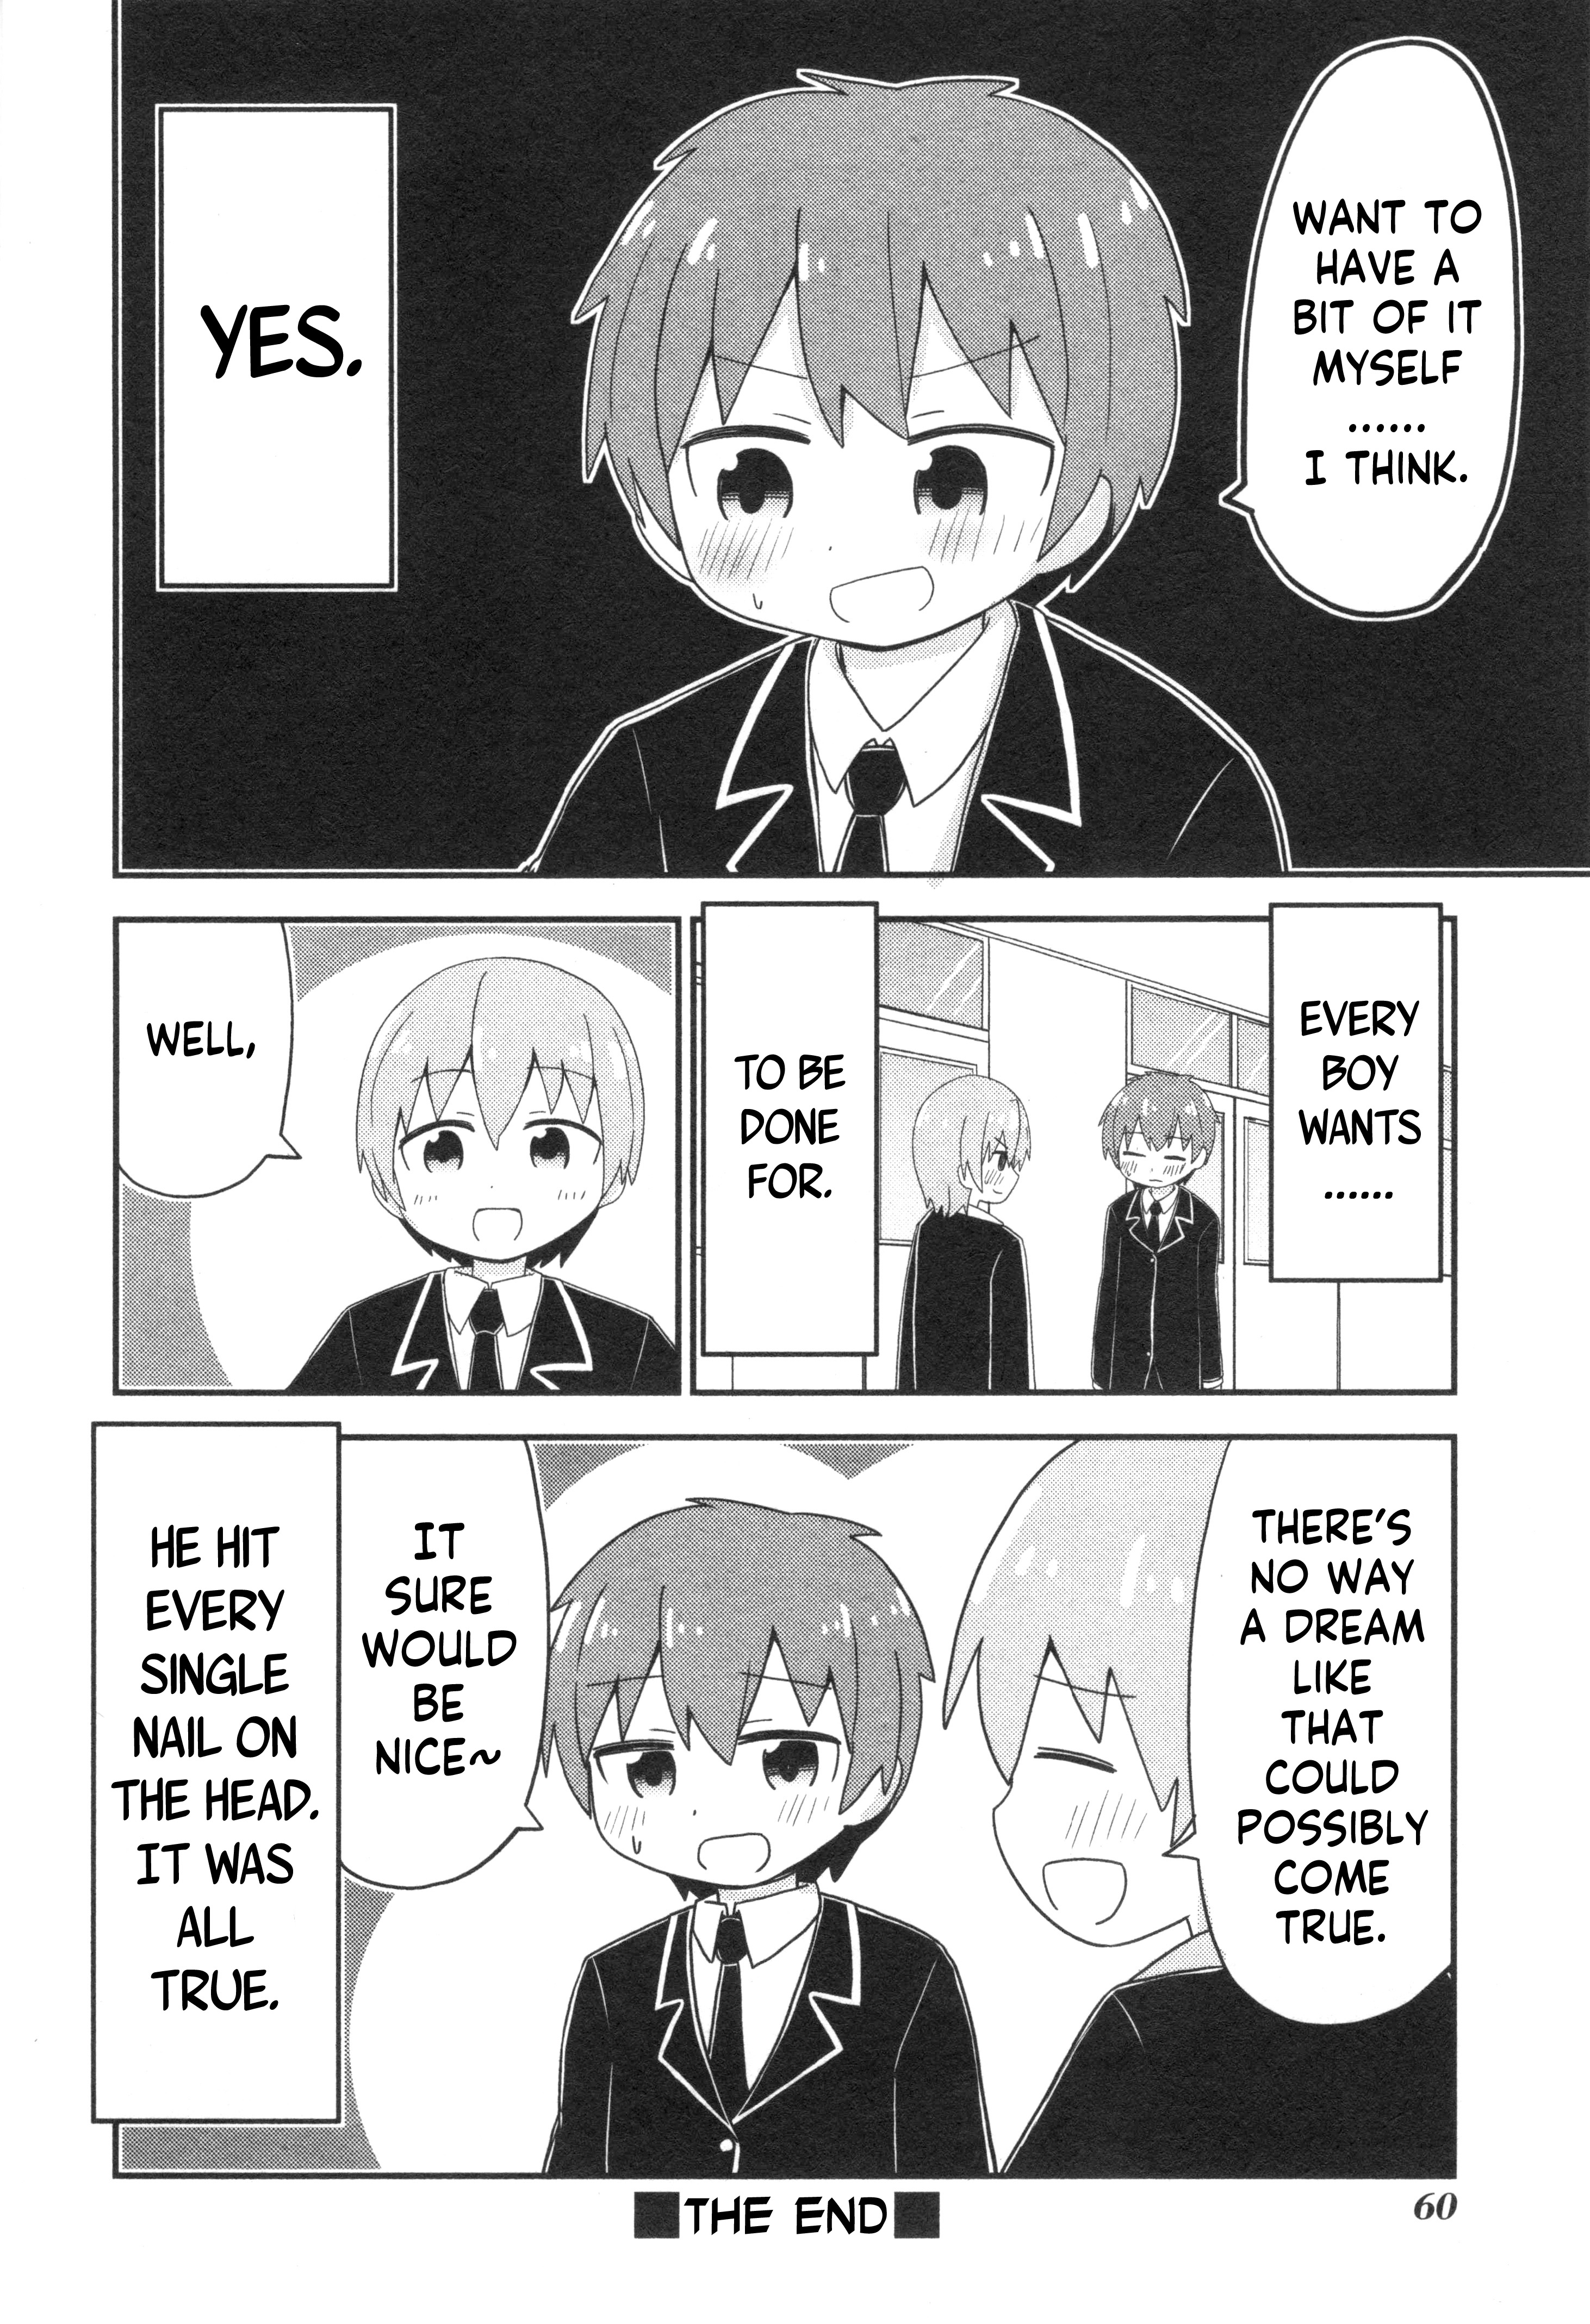 WANT TO
HAVE A
BIT OF IT
MYSELF
......
I THINK.
YES.
EVERY
BOY
WANTS
......
TO BE
DONE
FOR.
WELL,
THERE'S
NO WAY
A DREAM
LIKE
THAT
COULD
POSSIBLY
COME
TRUE.
IT
SURE
WOULD
BE
NICE~
HE HIT
EVERY
SINGLE
NAIL ON
THE HEAD.
IT WAS
ALL
TRUE.
■THE END■
60